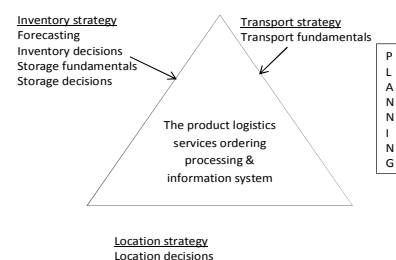 Inventory strategy
Forecasting
Inventory decisions
Storage fundamentals
Storage decisions
Transport strategy
Transport fundamentals
The product logistics
services ordering
processing &
information system
P
L
A
N
N
I
N
G
Location strategy
Location decisions